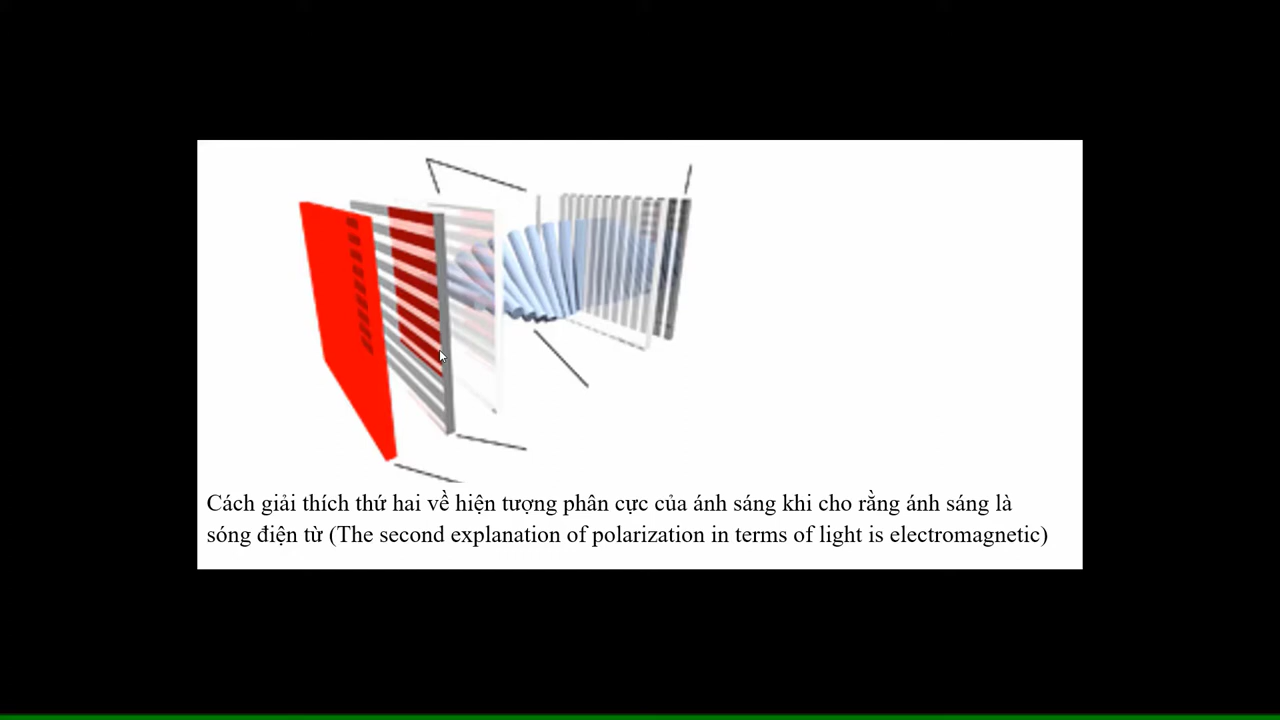 Cách giải thích thứ hai về hiện tượng phân cực của ánh sáng khi cho rằng ánh sáng là
sóng điện từ (The second explanation of polarization in terms of light is electromagnetic)